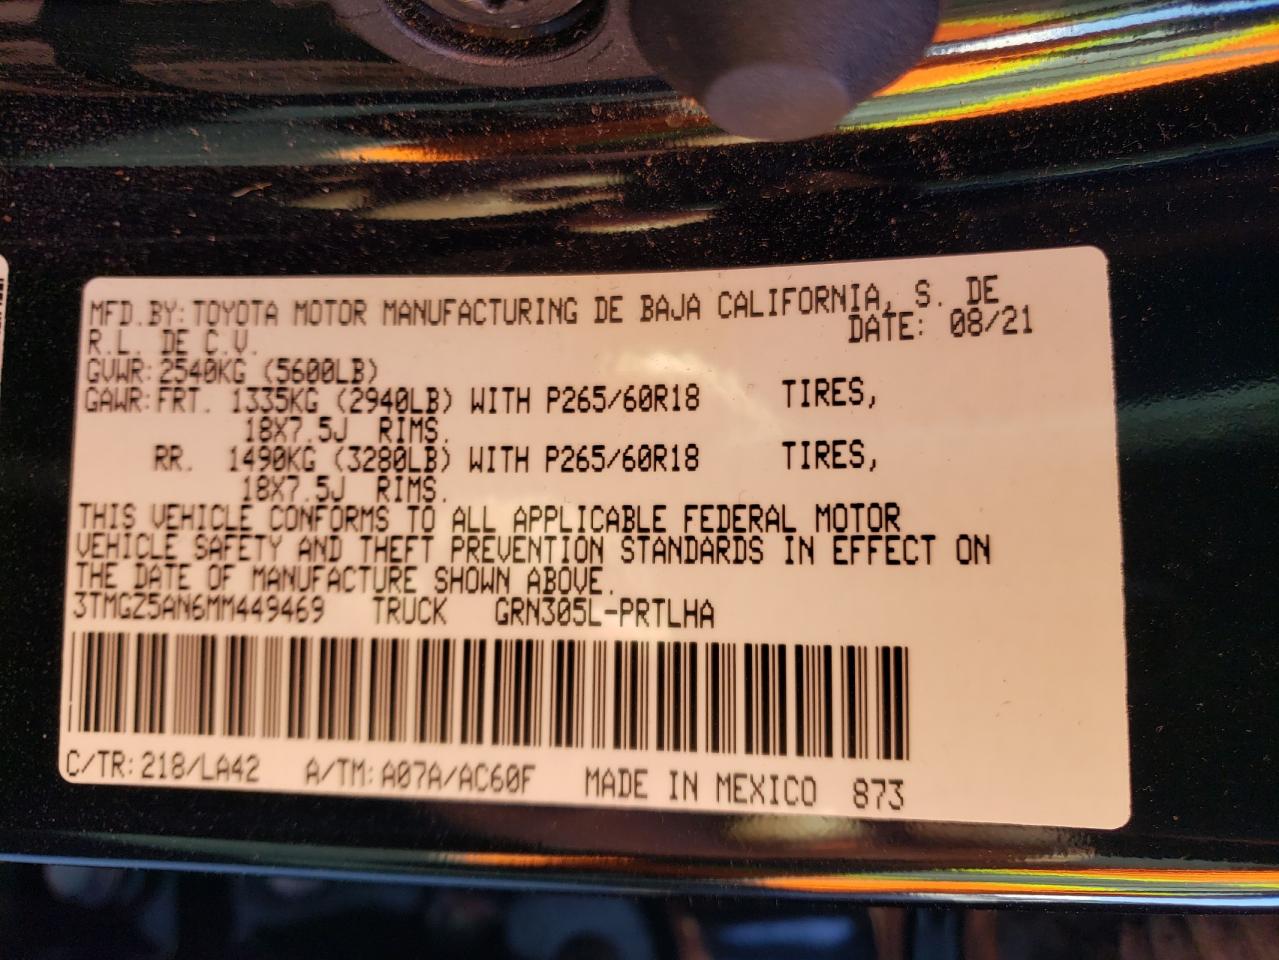 MFD.BY:TOYOTA MOTOR MANUFACTURING DE BAJA CALIFORNIA, S. DE
R.L. DE C.V. DATE: 08/21
GVWR:2540KG (5600LB)
GAWR:FRT. 1335KG (2940LB) WITH P265/60R18 TIRES,
18X7.5J RIMS.
RR. 1490KG (3280LB) WITH P265/60R18 TIRES,
18X7.5J RIMS.
THIS VEHICLE CONFORMS TO ALL APPLICABLE FEDERAL MOTOR
VEHICLE SAFETY AND THEFT PREVENTION STANDARDS IN EFFECT ON
THE DATE OF MANUFACTURE SHOWN ABOVE.
3TMGZ5AN6MM449469 TRUCK GRN305L-PRTLHA
C/TR:218/LA42 A/TM:A07A/AC60F MADE IN MEXICO 873